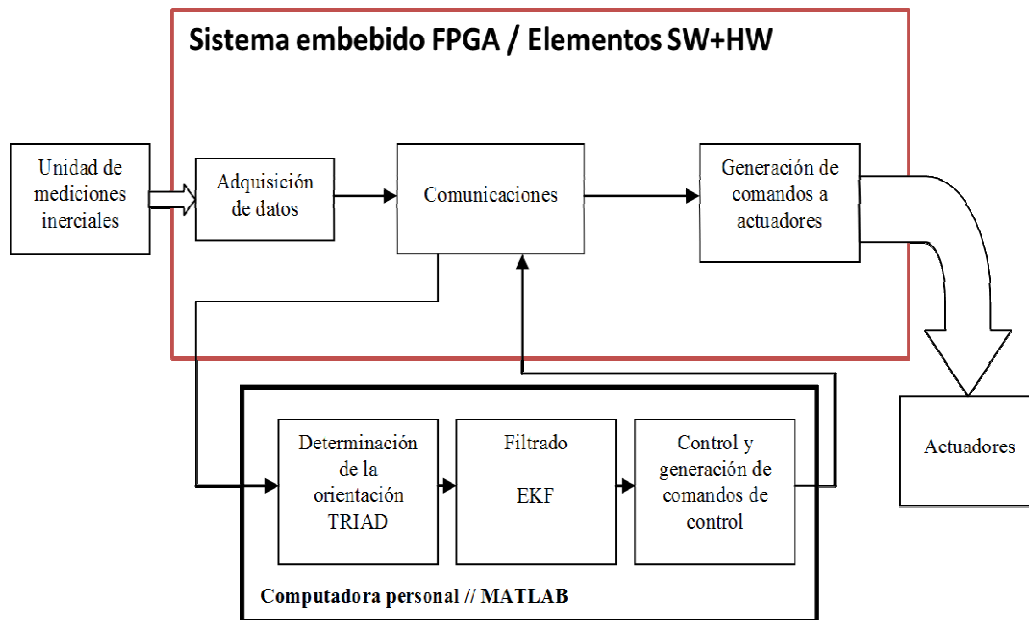 Sistema embebido FPGA / Elementos SW+HW
Unidad de
mediciones
inerciales
Adquisición
de datos
Comunicaciones
Generación de
comandos a
actuadores
Determinación
de la
orientación
TRIAD
Filtrado
EKF
Control y
generación de
comandos de
control
Actuadores
Computadora personal // MATLAB